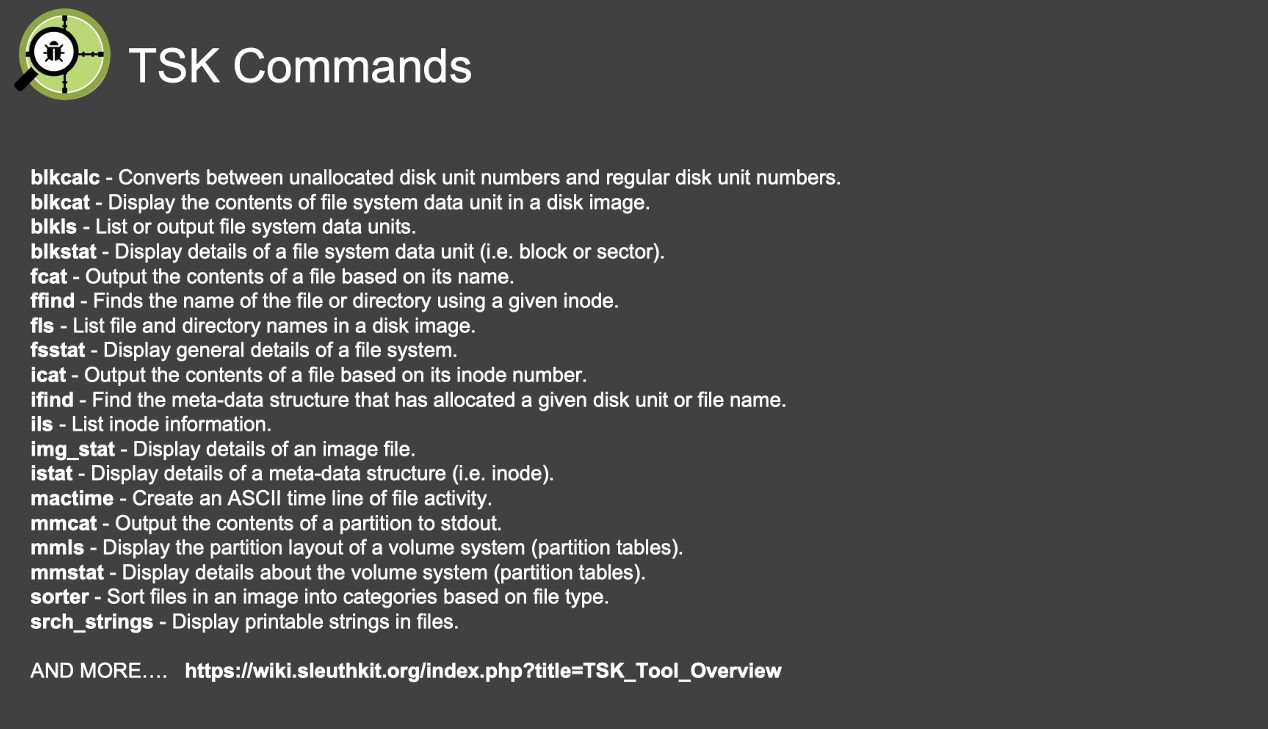 TSK Commands
blkcalc - Converts between unallocated disk unit numbers and regular disk unit numbers.
blkcat - Display the contents of file system data unit in a disk image.
blkls - List or output file system data units.
blkstat - Display details of a file system data unit (i.e. block or sector).
fcat - Output the contents of a file based on its name.
ffind - Finds the name of the file or directory using a given inode.
fls - List file and directory names in a disk image.
fsstat - Display general details of a file system.
icat - Output the contents of a file based on its inode number.
ifind - Find the meta-data structure that has allocated a given disk unit or file name.
ils - List inode information.
img_stat - Display details of an image file.
istat - Display details of a meta-data structure (i.e. inode).
mactime - Create an ASCII time line of file activity.
mmcat - Output the contents of a partition to stdout.
mmls - Display the partition layout of a volume system (partition tables).
mmstat - Display details about the volume system (partition tables).
sorter - Sort files in an image into categories based on file type.
srch_strings - Display printable strings in files.
AND MORE…. https://wiki.sleuthkit.org/index.php?title=TSK_Tool_Overview